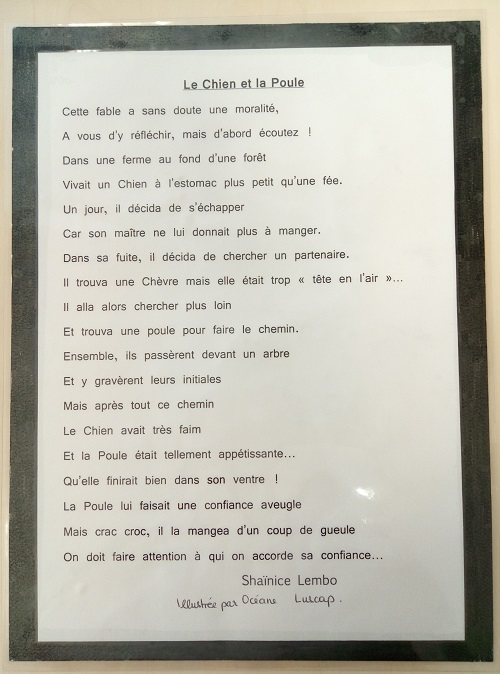 Le Chien et la Poule
Cette fable a sans doute une moralité,
A vous d'y réfléchir, mais d'abord écoutez !
Dans une ferme au fond d'une forêt
Vivait un Chien à l'estomac plus petit qu'une fée.
Un jour, il décida de s'échapper
Car son maître ne lui donnait plus à manger.
Dans sa fuite, il décida de chercher un partenaire.
Il trouva une Chèvre mais elle était trop « tête en l'air »...
Il alla alors chercher plus loin
Et trouva une poule pour faire le chemin.
Ensemble, ils passèrent devant un arbre
Et y gravèrent leurs initiales
Mais après tout ce chemin
Le Chien avait très faim
Et la Poule était tellement appétissante...
Qu'elle finirait bien dans son ventre !
La Poule lui faisait une confiance aveugle
Mais crac croc, il la mangea d'un coup de gueule
On doit faire attention à qui on accorde sa confiance...
Shaïnice Lembo
Illustrée par Océane Luscap.